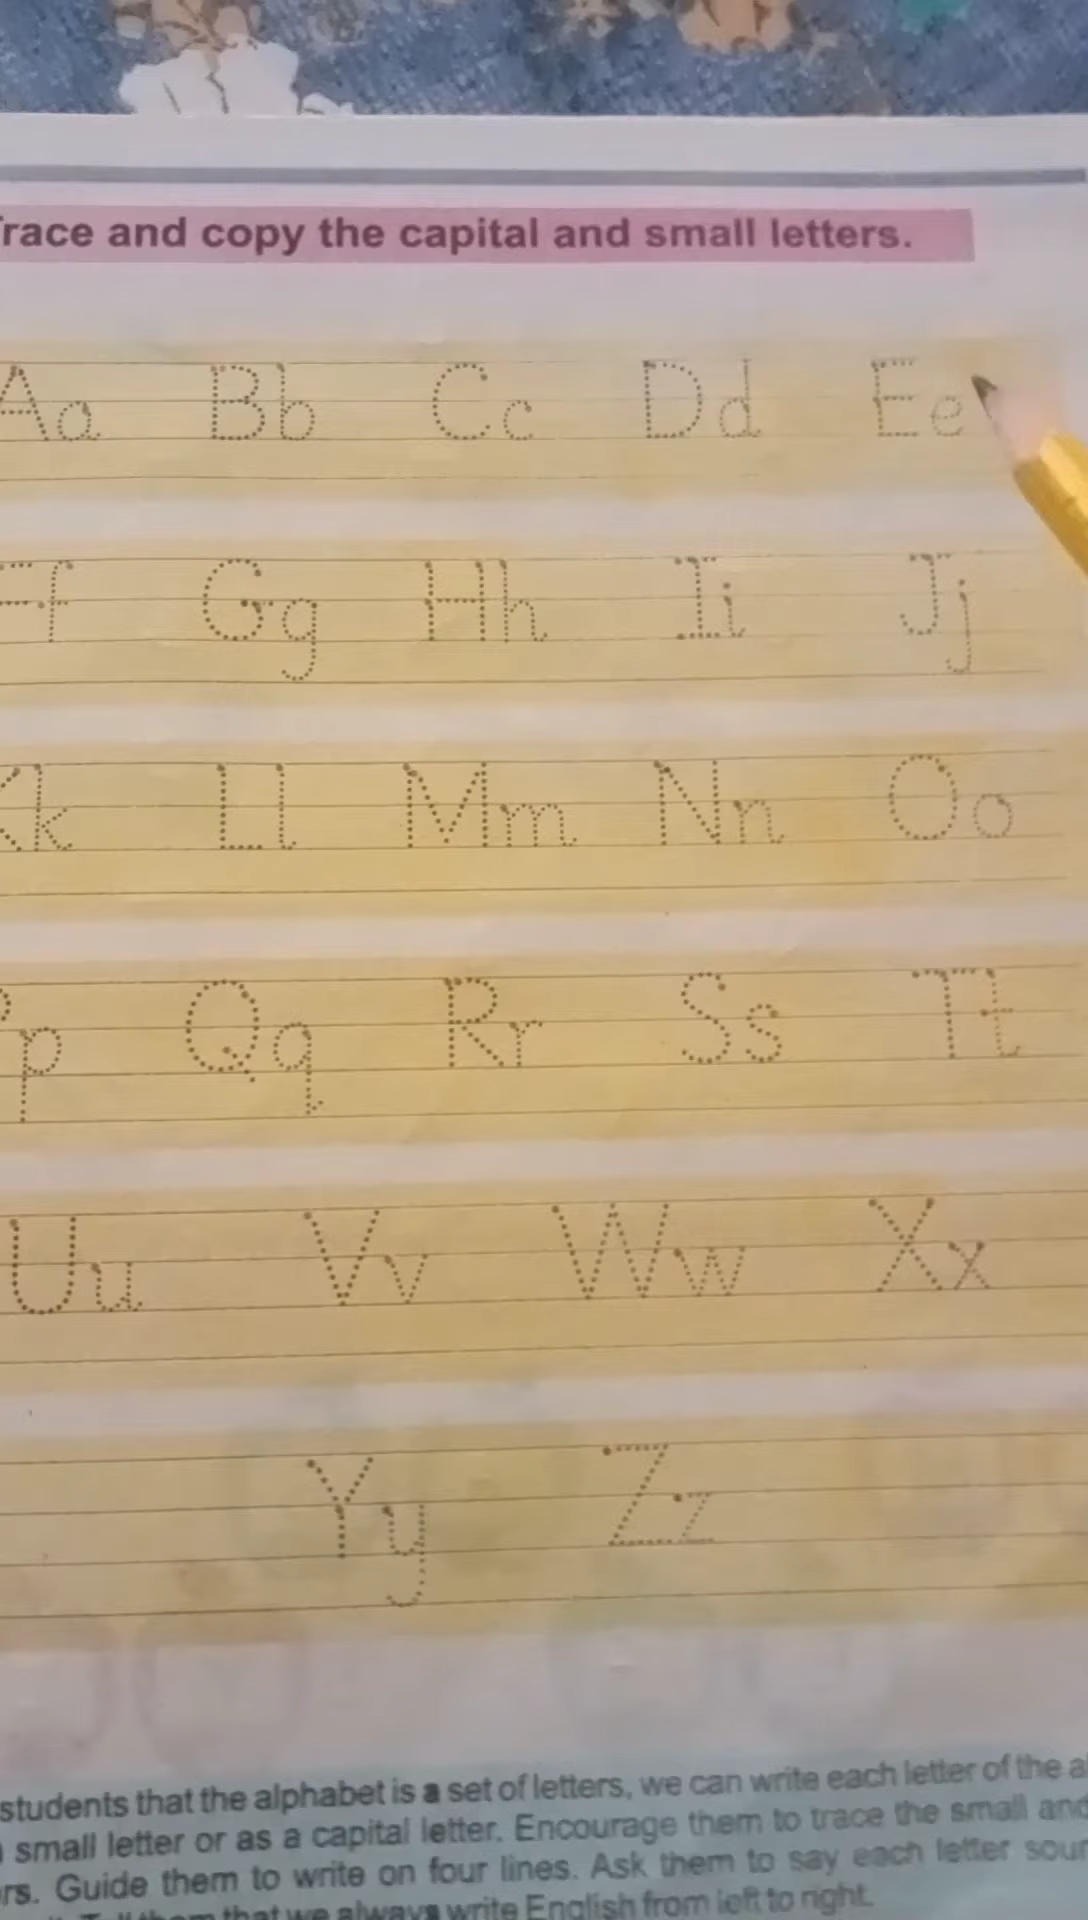 Trace and copy the capital and small letters.
Aa Bb Cc Dd Ee
Ff Gg Hh Ii Jj
Kk Ll Mm Nn Oo
Pp Qq Rr Ss Tt
Uu Vv Ww Xx
Yy Zz
students that the alphabet is a set of letters, we can write each letter of the
small letter or as a capital letter. Encourage them to trace the small and
Guide them to write on four lines. Ask them to say each letter
them that we always write English from left to right.